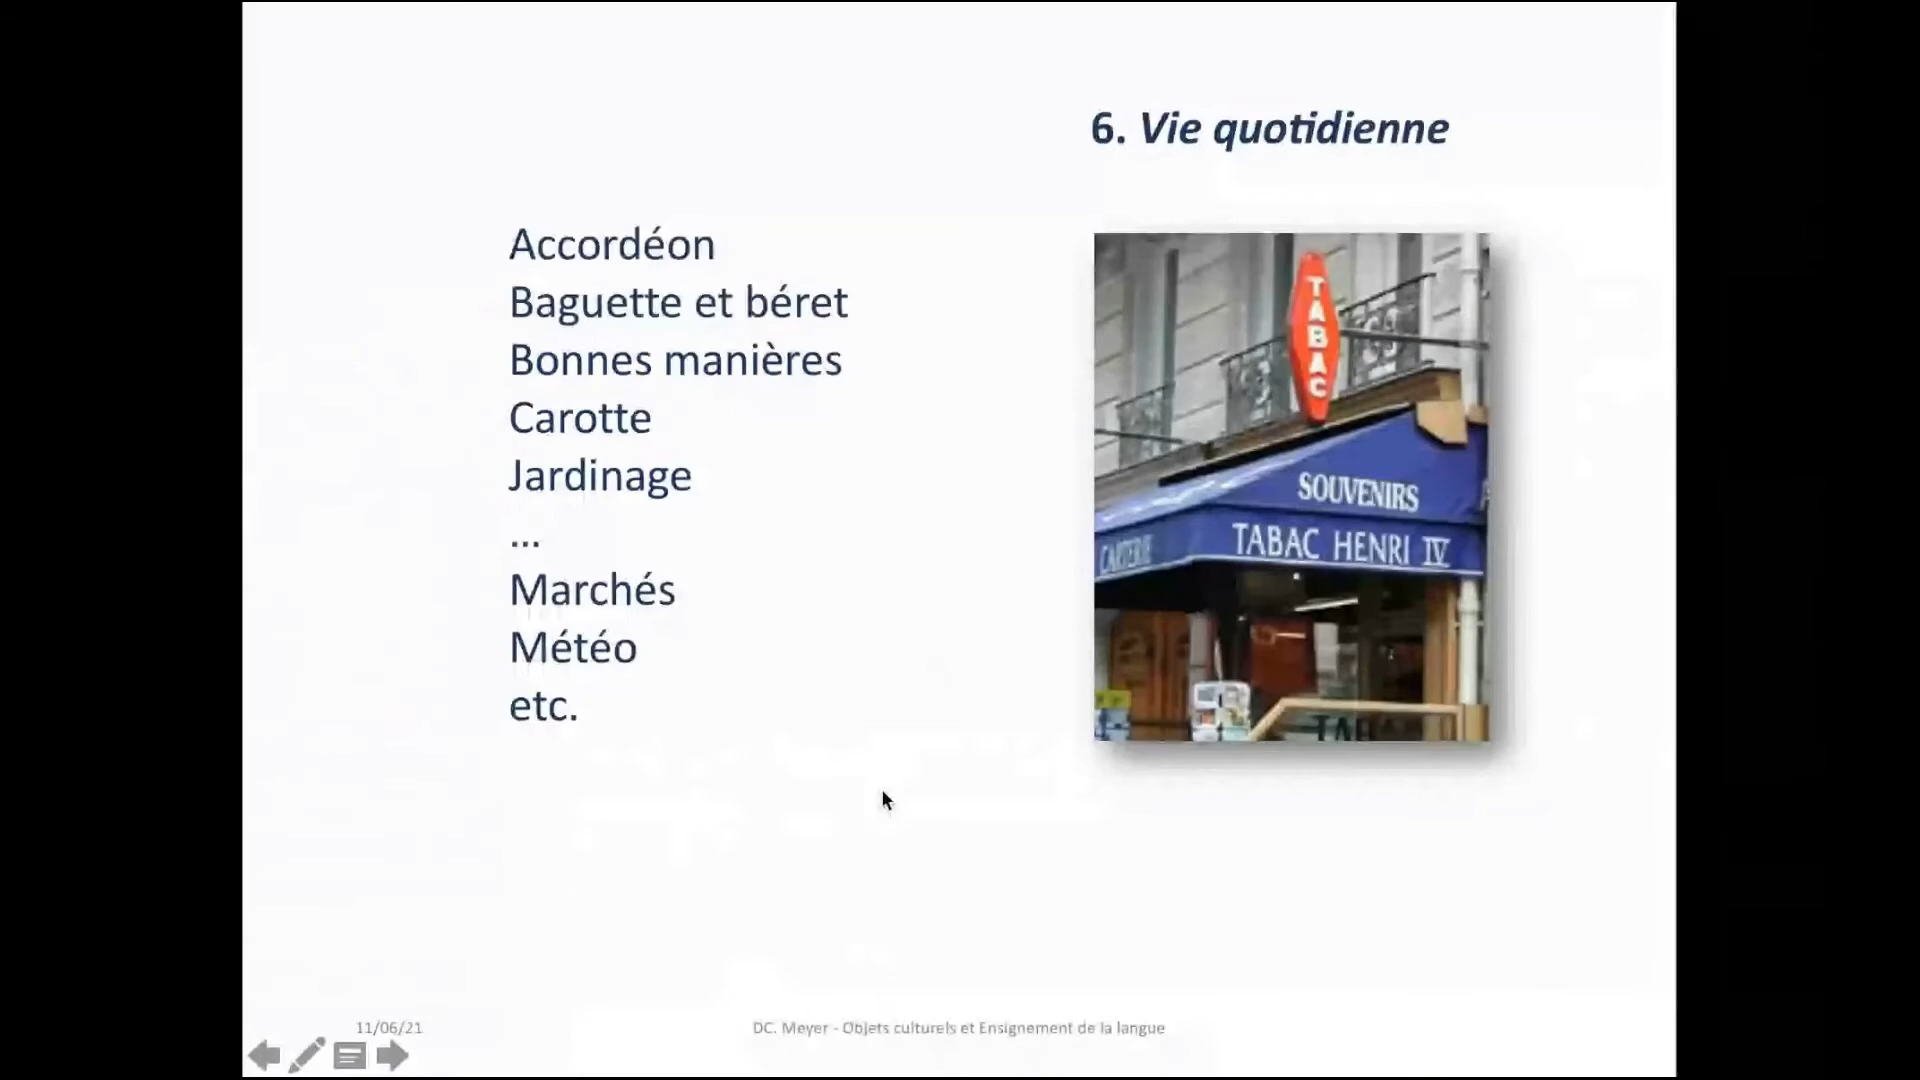 6. Vie quotidienne
Accordéon
Baguette et béret
Bonnes manières
Carotte
Jardinage
...
Marchés
Météo
etc.
TABAC
SOUVENIRS
CARTERIE
TABAC HENRI IV
11/06/21
DC. Meyer - Objets culturels et Ensignement de la langue